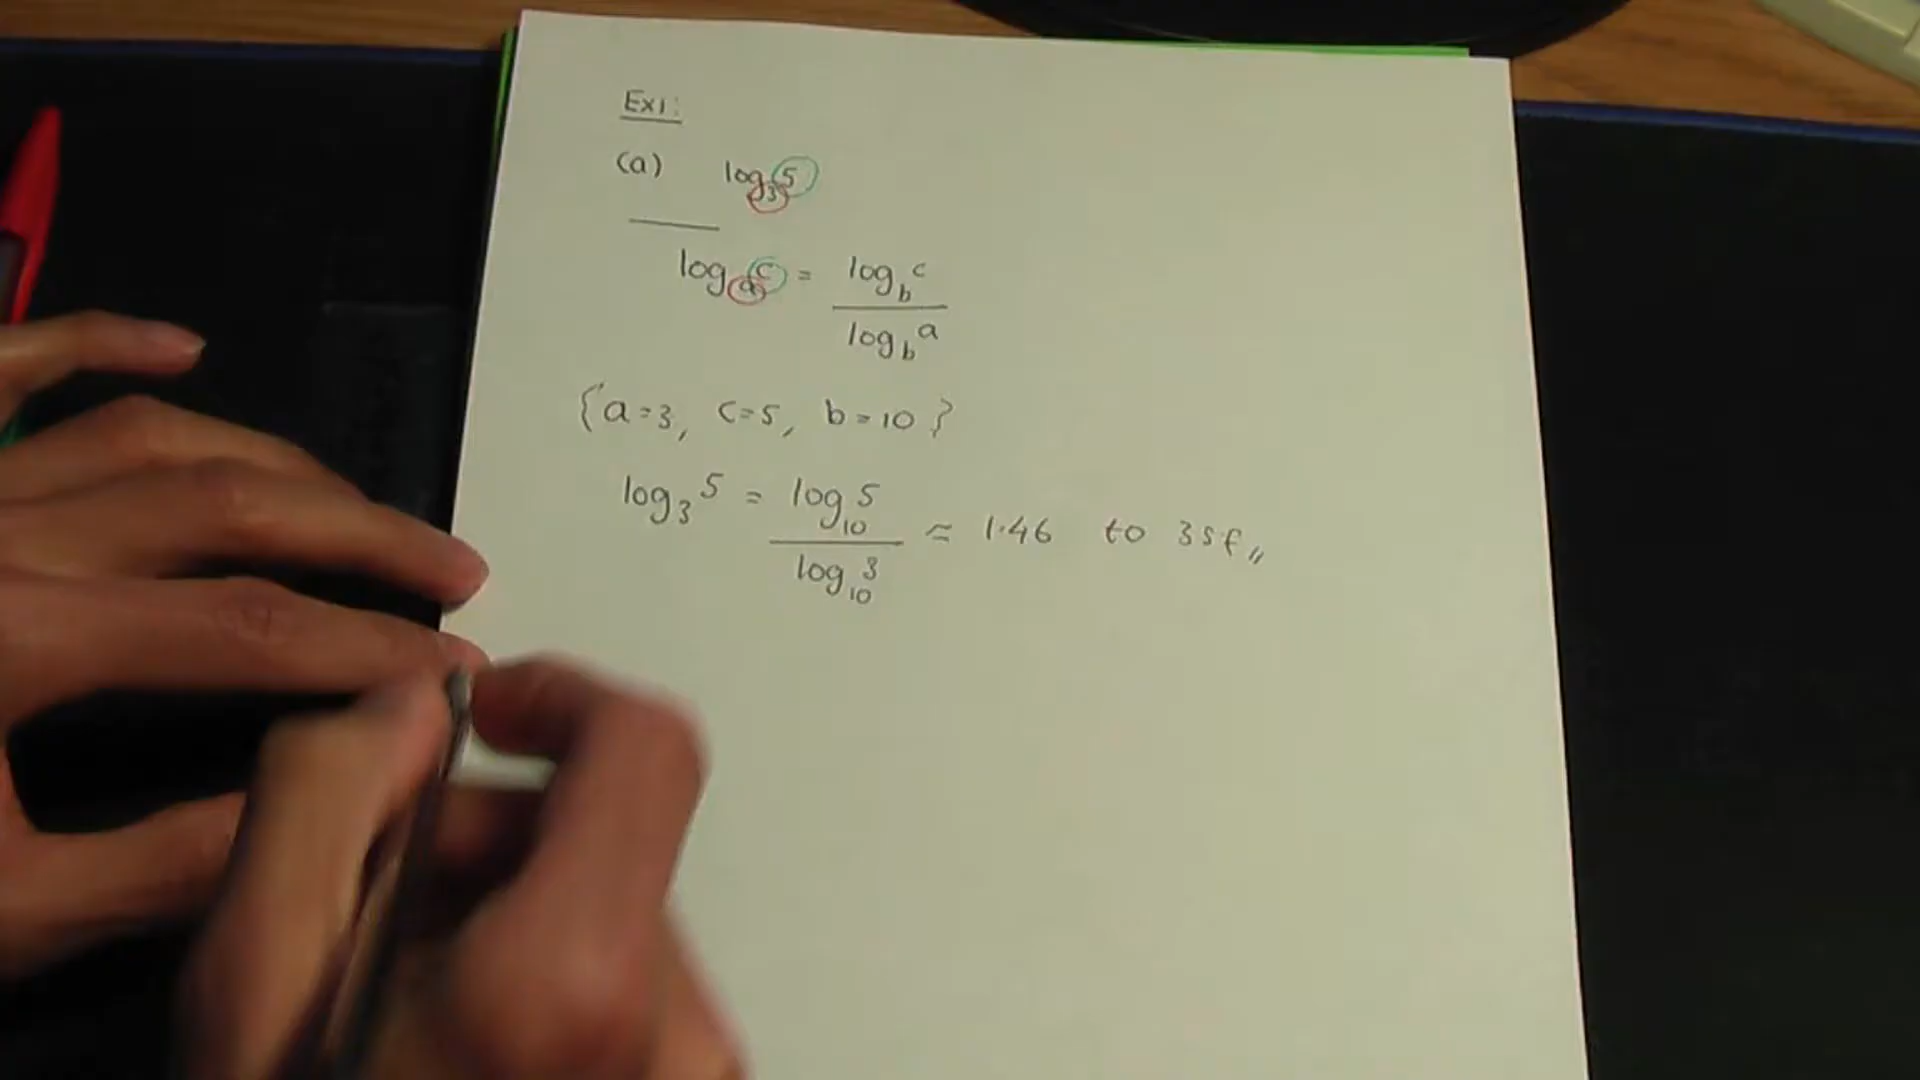 Ex1:
(a) log₃5
logₐc = log_b c / log_b a
{a=3, c=5, b=10}
log₃5 = log₁₀5 / log₁₀3 ≈ 1.46 to 3sf,,